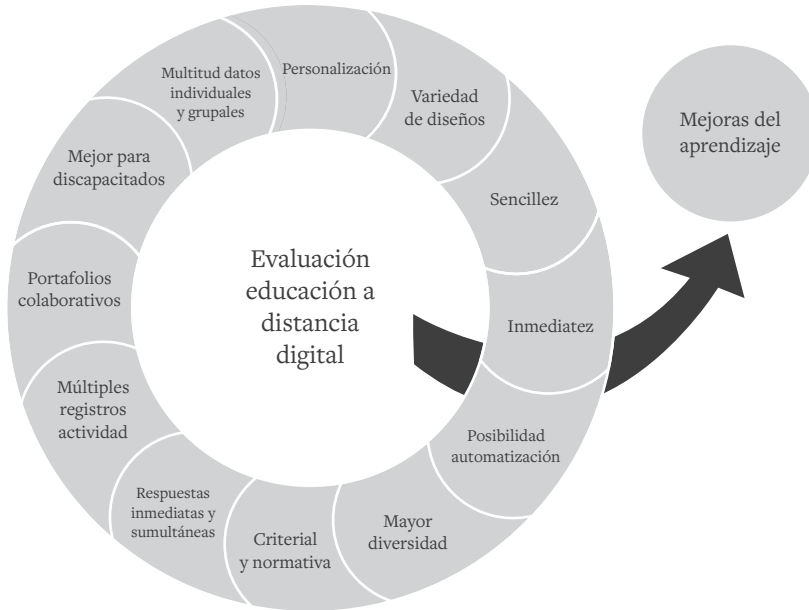 Personalización
Variedad
de diseños
Sencillez
Inmediatez
Posibilidad
automatización
Mayor
diversidad
Criterial
y normativa
Respuestas
inmediatas y
sumultáneas
Múltiples
registros
actividad
Portafolios
colaborativos
Mejor para
discapacitados
Multitud datos
individuales
y grupales
Evaluación
educación a
distancia
digital
Mejoras del
aprendizaje